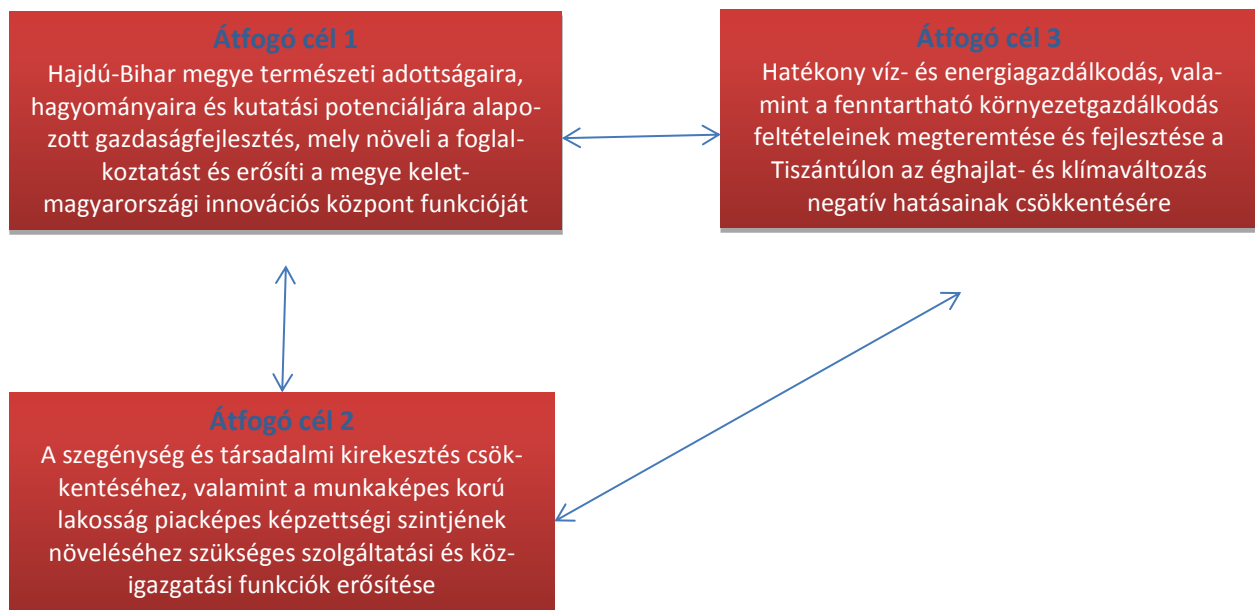 Átfogó cél 1
Hajdú-Bihar megye természeti adottságaira,
hagyományaira és kutatási potenciáljára alapo-
zott gazdaságfejlesztés, mely növeli a foglal-
koztatást és erősíti a megye kelet-
magyarországi innovációs központ funkcióját
Átfogó cél 3
Hatékony víz- és energiagazdálkodás, vala-
mint a fenntartható környezetgazdálkodás
feltételeinek megteremtése és fejlesztése a
Tiszántúlon az éghajlat- és klímaváltozás
negatív hatásainak csökkentésére
Átfogó cél 2
A szegénység és társadalmi kirekesztés csök-
kentéséhez, valamint a munkaképes korú
lakosság piacképes képzettségi szintjének
növeléséhez szükséges szolgáltatási és köz-
igazgatási funkciók erősítése